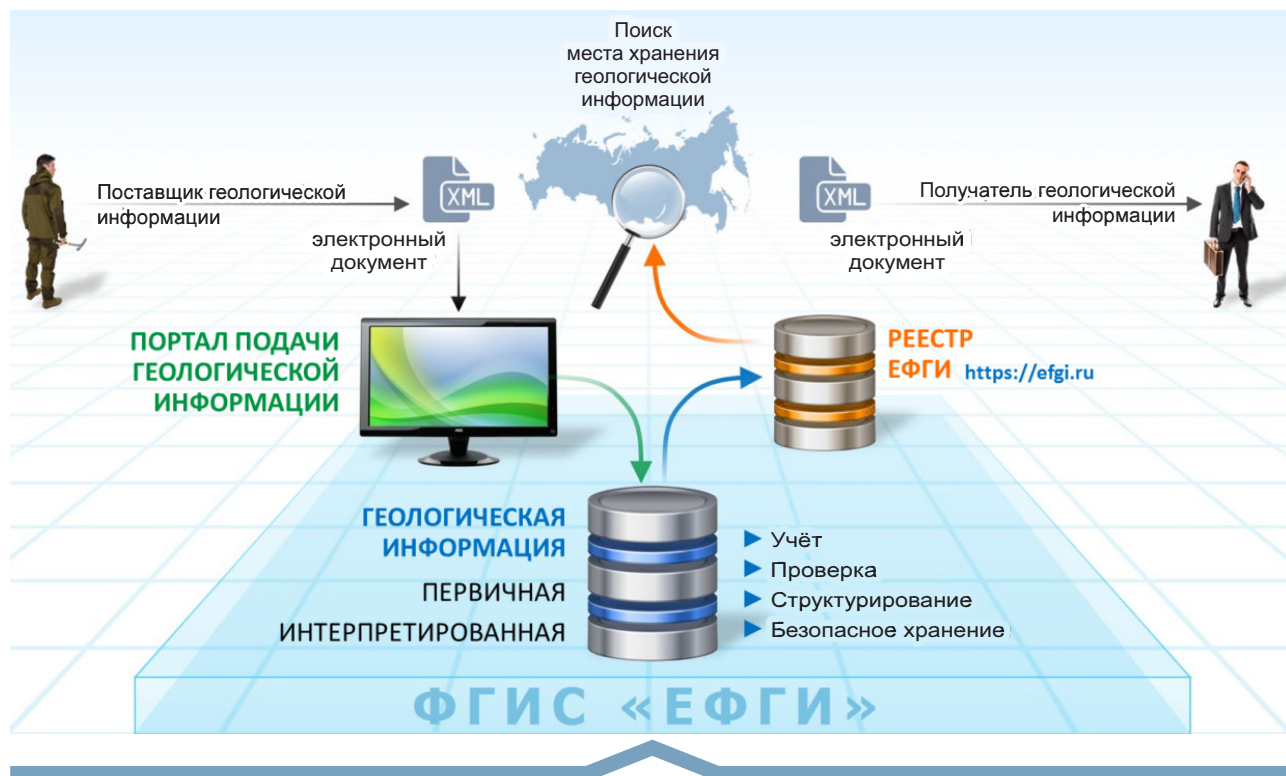 Поиск
места хранения
геологической
информации
Поставщик геологической
информации
XML
электронный
документ
XML
электронный
документ
Получатель геологической
информации
ПОРТАЛ ПОДАЧИ
ГЕОЛОГИЧЕСКОЙ
ИНФОРМАЦИИ
РЕЕСТР
ЕФГИ https://efgi.ru
ГЕОЛОГИЧЕСКАЯ
ИНФОРМАЦИЯ
ПЕРВИЧНАЯ
ИНТЕРПРЕТИРОВАННАЯ
Учёт
Проверка
Структурирование
Безопасное хранение
ФГИС «ЕФГИ»